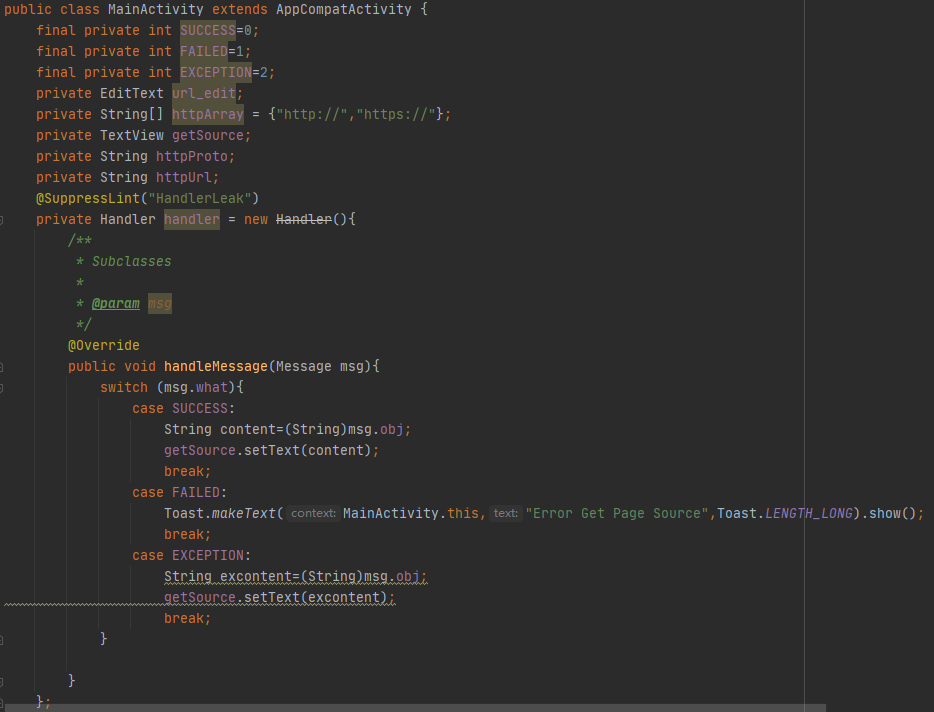 public class MainActivity extends AppCompatActivity {
    final private int SUCCESS=0;
    final private int FAILED=1;
    final private int EXCEPTION=2;
    private EditText url_edit;
    private String[] httpArray = {"http://","https://"};
    private TextView getSource;
    private String httpProto;
    private String httpUrl;
    @SuppressLint("HandlerLeak")
    private Handler handler = new Handler(){
        /**
         * Subclasses
         *
         * @param msg
         */
        @Override
        public void handleMessage(Message msg){
            switch (msg.what){
                case SUCCESS:
                    String content=(String)msg.obj;
                    getSource.setText(content);
                    break;
                case FAILED:
                    Toast.makeText( context: MainActivity.this, text: "Error Get Page Source",Toast.LENGTH_LONG).show();
                    break;
                case EXCEPTION:
                    String excontent=(String)msg.obj;
                    getSource.setText(excontent);
                    break;
            }
        }
    };